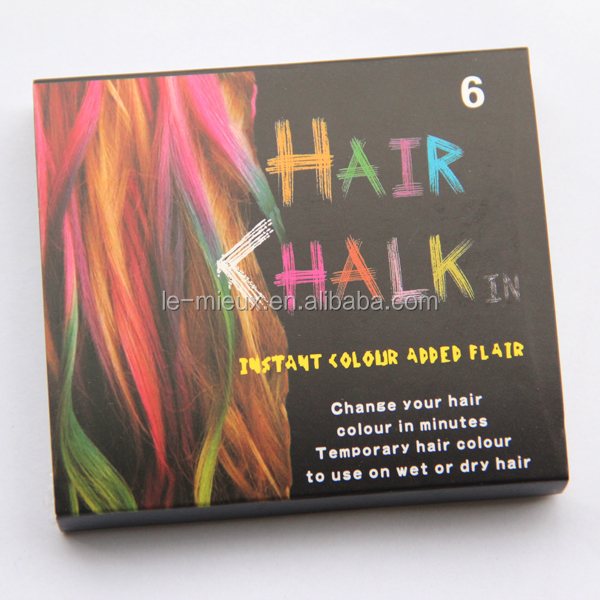 6
HAIR
CHALK IN
le-mieux.en.alibaba.com
INSTANT COLOUR ADDED FLAIR
Change your hair
colour in minutes
Temporary hair colour
to use on wet or dry hair